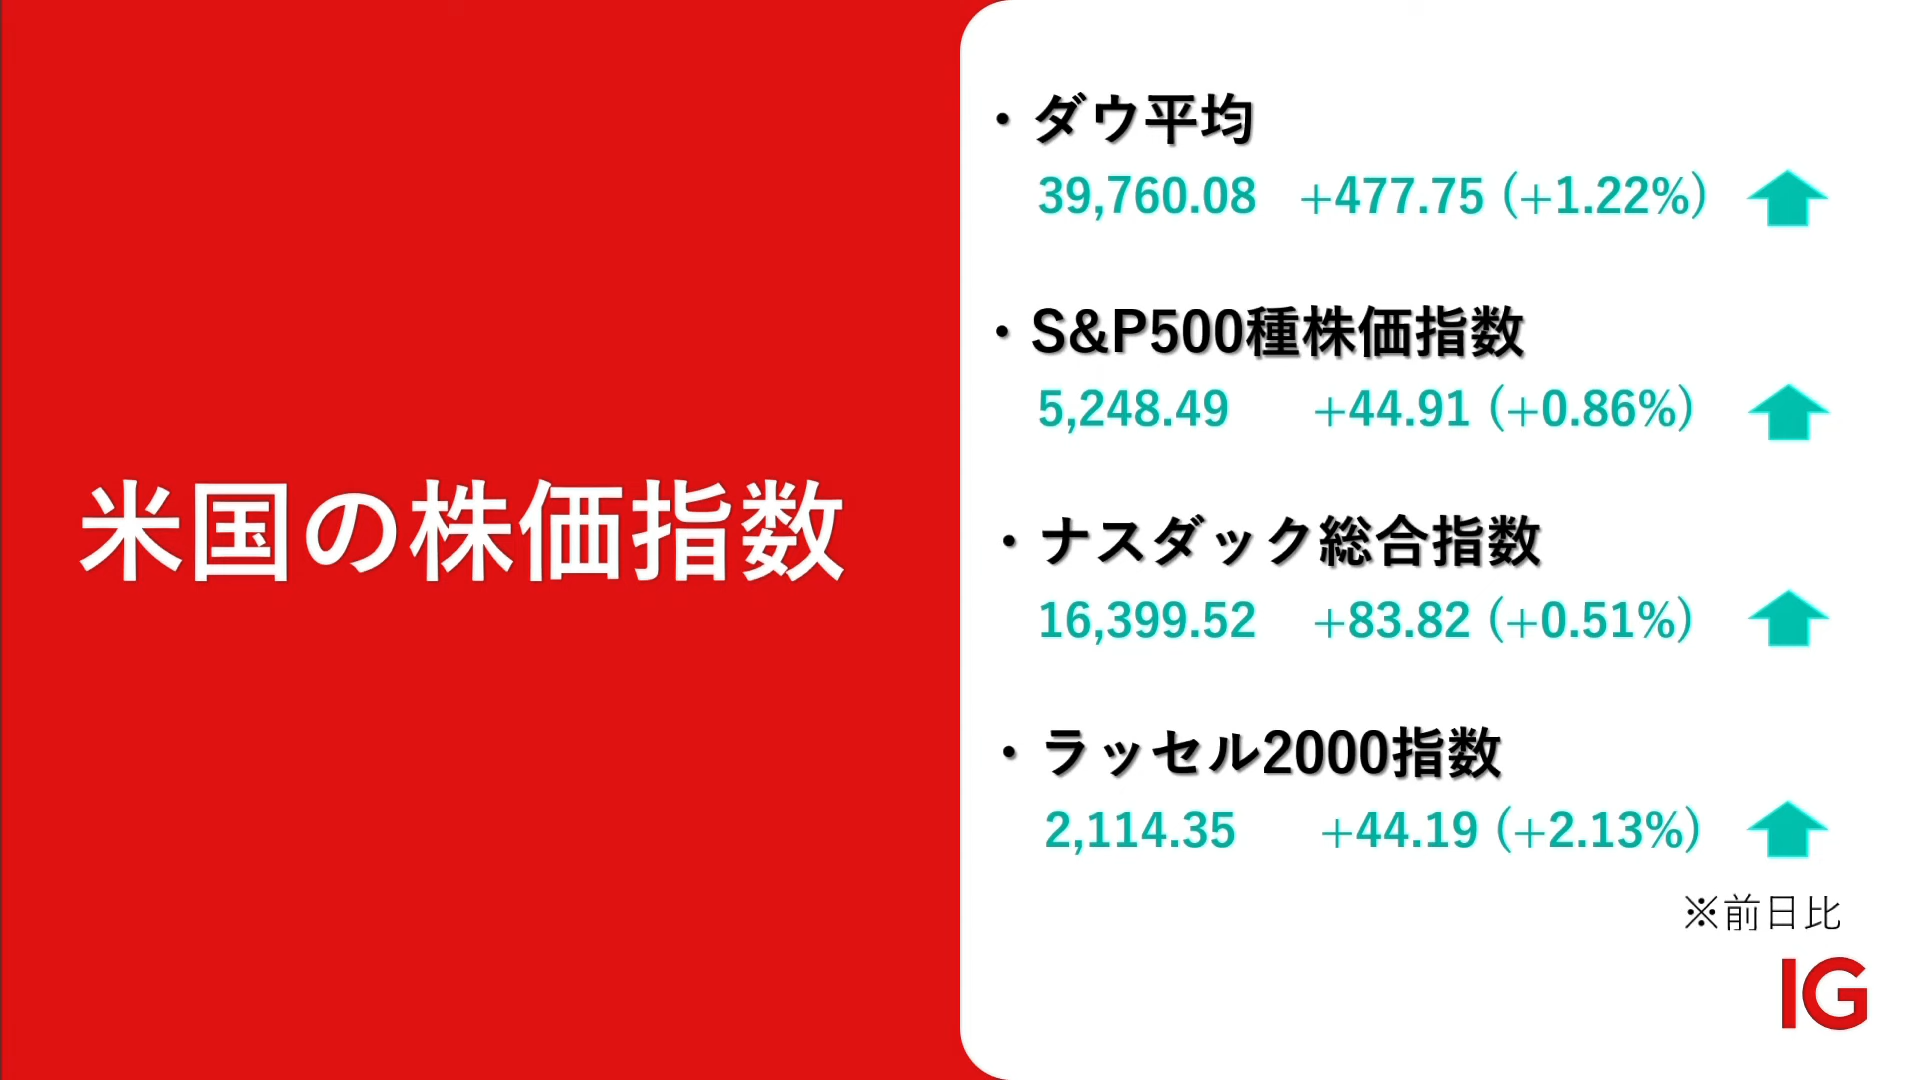 米国の株価指数
・ダウ平均
39,760.08 +477.75 (+1.22%)
・S&P500種株価指数
5,248.49 +44.91 (+0.86%)
・ナスダック総合指数
16,399.52 +83.82 (+0.51%)
・ラッセル2000指数
2,114.35 +44.19 (+2.13%)
※前日比
IG